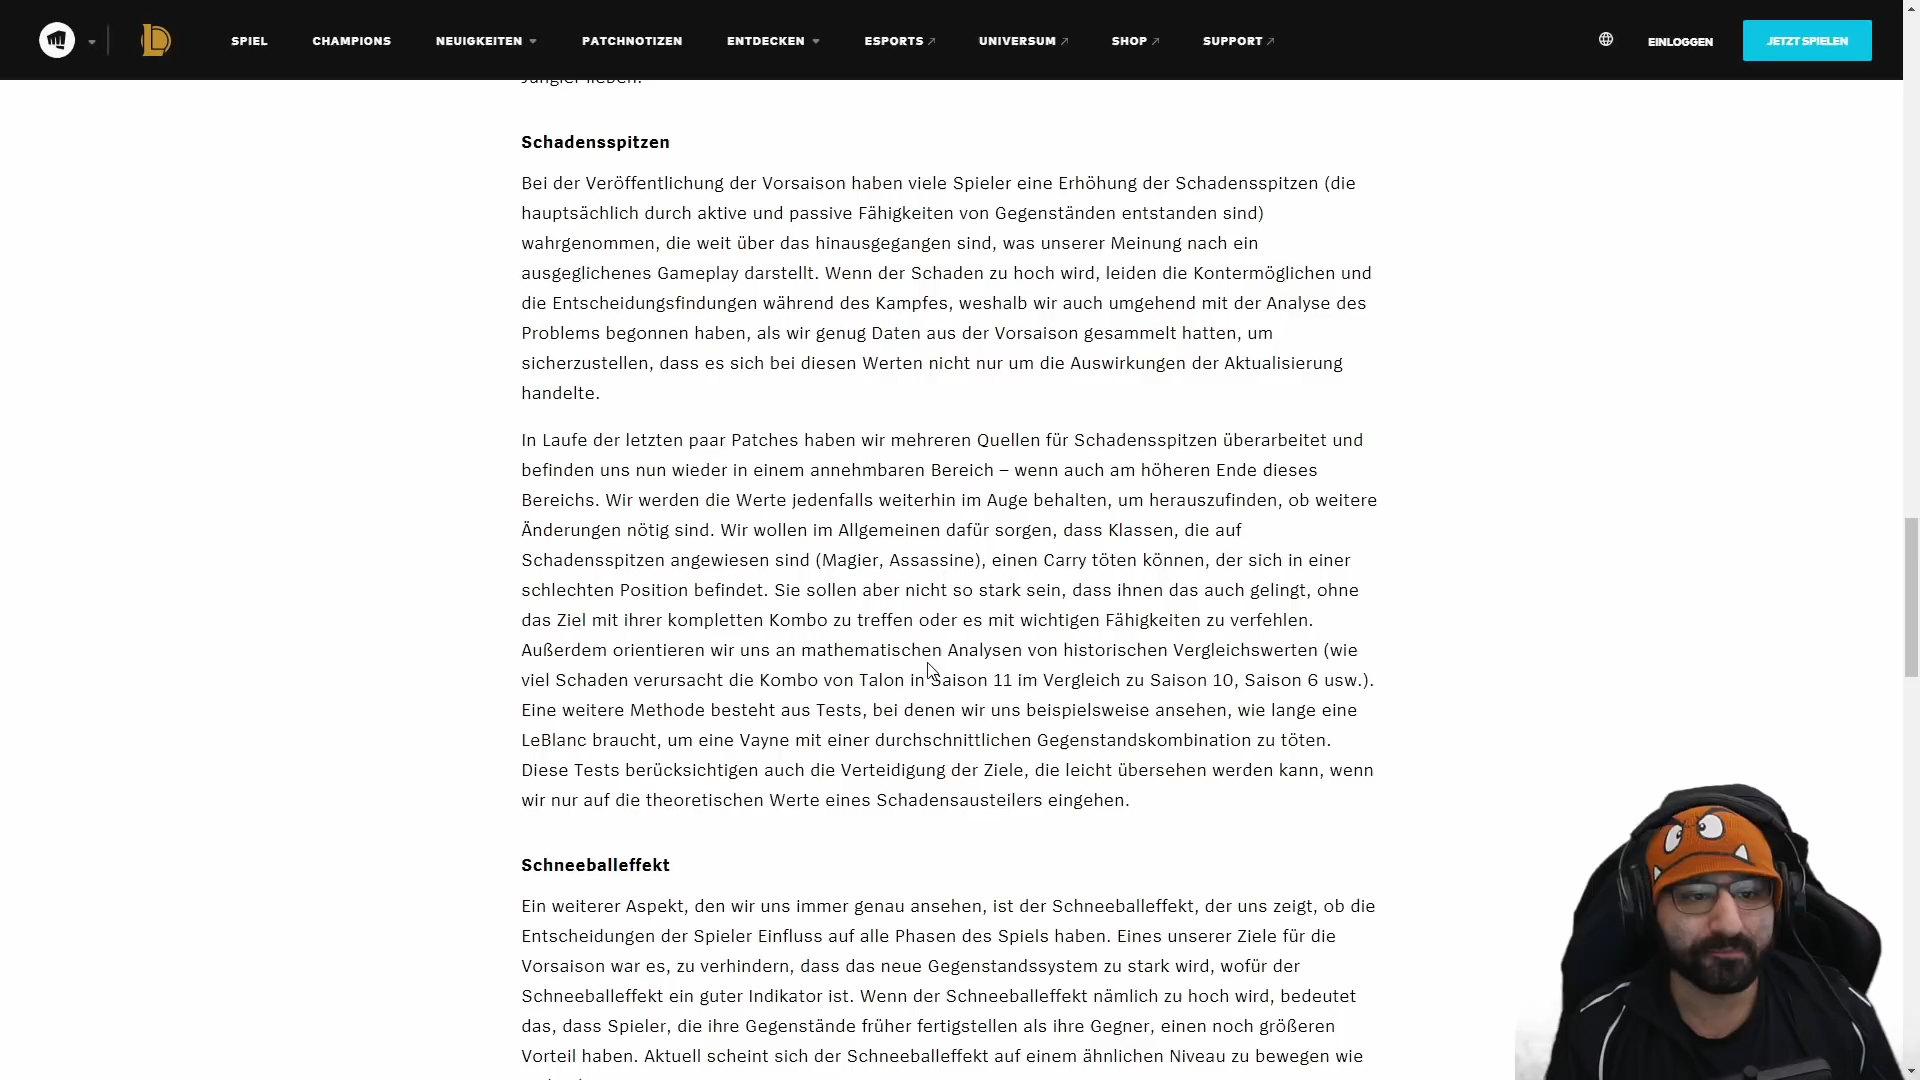 SPIEL CHAMPIONS NEUIGKEITEN PATCHNOTIZEN ENTDECKEN ESPORTS UNIVERSUM SHOP SUPPORT EINLOGGEN JETZT SPIELEN
Jungler lieben.
Schadensspitzen
Bei der Veröffentlichung der Vorsaison haben viele Spieler eine Erhöhung der Schadensspitzen (die
hauptsächlich durch aktive und passive Fähigkeiten von Gegenständen entstanden sind)
wahrgenommen, die weit über das hinausgegangen sind, was unserer Meinung nach ein
ausgeglichenes Gameplay darstellt. Wenn der Schaden zu hoch wird, leiden die Kontermöglichen und
die Entscheidungsfindungen während des Kampfes, weshalb wir auch umgehend mit der Analyse des
Problems begonnen haben, als wir genug Daten aus der Vorsaison gesammelt hatten, um
sicherzustellen, dass es sich bei diesen Werten nicht nur um die Auswirkungen der Aktualisierung
handelte.
In Laufe der letzten paar Patches haben wir mehreren Quellen für Schadensspitzen überarbeitet und
befinden uns nun wieder in einem annehmbaren Bereich – wenn auch am höheren Ende dieses
Bereichs. Wir werden die Werte jedenfalls weiterhin im Auge behalten, um herauszufinden, ob weitere
Änderungen nötig sind. Wir wollen im Allgemeinen dafür sorgen, dass Klassen, die auf
Schadensspitzen angewiesen sind (Magier, Assassine), einen Carry töten können, der sich in einer
schlechten Position befindet. Sie sollen aber nicht so stark sein, dass ihnen das auch gelingt, ohne
das Ziel mit ihrer kompletten Kombo zu treffen oder es mit wichtigen Fähigkeiten zu verfehlen.
Außerdem orientieren wir uns an mathematischen Analysen von historischen Vergleichswerten (wie
viel Schaden verursacht die Kombo von Talon in Saison 11 im Vergleich zu Saison 10, Saison 6 usw.).
Eine weitere Methode besteht aus Tests, bei denen wir uns beispielsweise ansehen, wie lange eine
LeBlanc braucht, um eine Vayne mit einer durchschnittlichen Gegenstandskombination zu töten.
Diese Tests berücksichtigen auch die Verteidigung der Ziele, die leicht übersehen werden kann, wenn
wir nur auf die theoretischen Werte eines Schadensausteilers eingehen.
Schneeballeffekt
Ein weiterer Aspekt, den wir uns immer genau ansehen, ist der Schneeballeffekt, der uns zeigt, ob die
Entscheidungen der Spieler Einfluss auf alle Phasen des Spiels haben. Eines unserer Ziele für die
Vorsaison war es, zu verhindern, dass das neue Gegenstandssystem zu stark wird, wofür der
Schneeballeffekt ein guter Indikator ist. Wenn der Schneeballeffekt nämlich zu hoch wird, bedeutet
das, dass Spieler, die ihre Gegenstände früher fertigstellen als ihre Gegner, einen noch größeren
Vorteil haben. Aktuell scheint sich der Schneeballeffekt auf einem ähnlichen Niveau zu bewegen wie